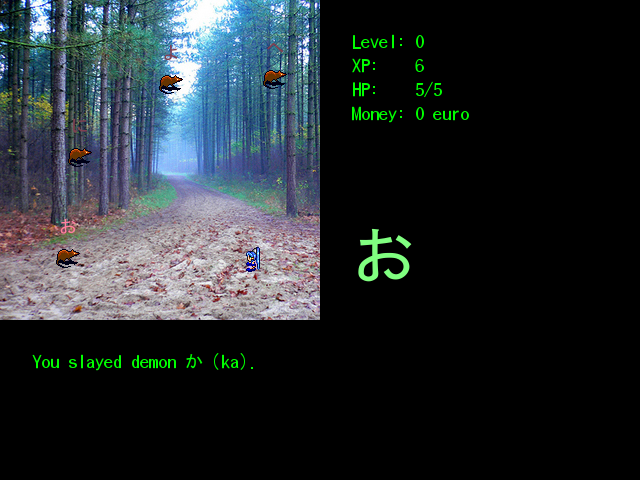 Level: 0
XP: 6
HP: 5/5
Money: 0 euro
お
お
You slayed demon か (ka).